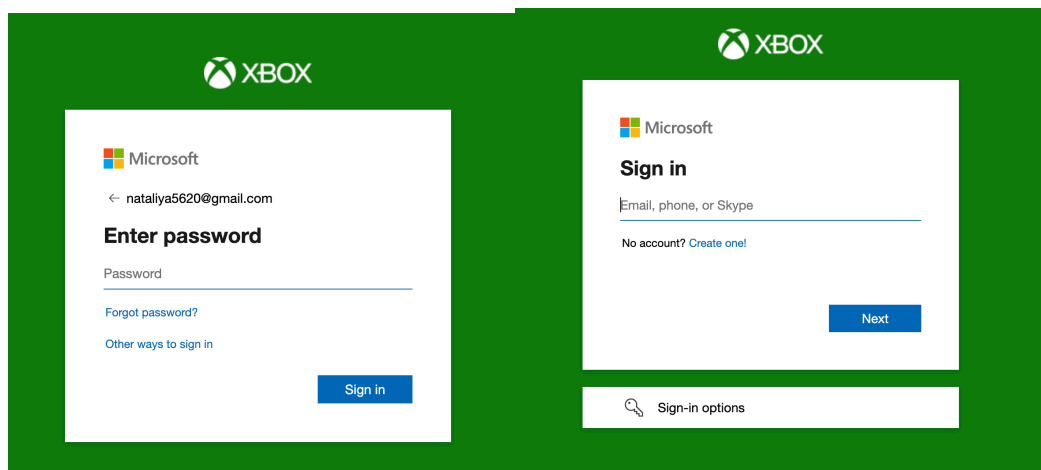 XBOX
Microsoft
← nataliya5620@gmail.com
Enter password
Password
Forgot password?
Other ways to sign in
Sign in
XBOX
Microsoft
Sign in
Email, phone, or Skype
No account? Create one!
Next
Sign-in options